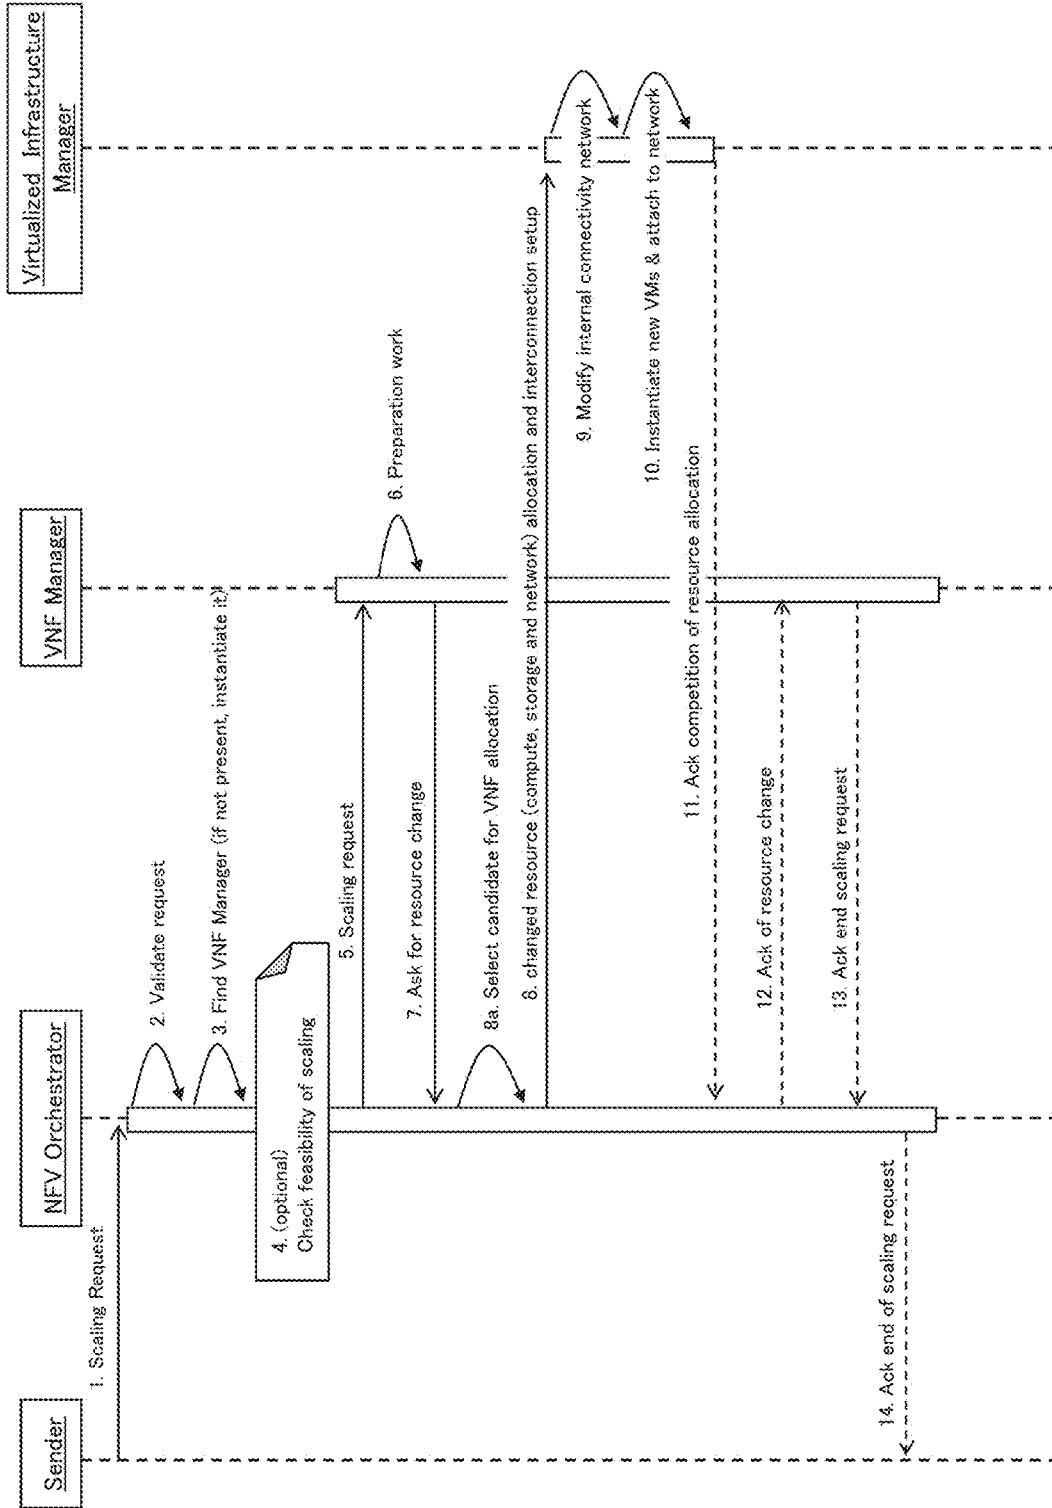 Sender
NFV Orchestrator
VNF Manager
Virtualized Infrastructure
Manager
1. Scaling Request
2. Validate request
3. Find VNF Manager (if not present, instantiate it)
4. (optional)
Check feasibility of scaling
5. Scaling request
6. Preparation work
7. Ask for resource change
8a. Select candidate for VNF allocation
8. changed resource (compute, storage and network) allocation and interconnection setup
9. Modify internal connectivity network
10. Instantiate new VMs & attach to network
11. Ack competition of resource allocation
12. Ack of resource change
13. Ack end scaling request
14. Ack end of scaling request